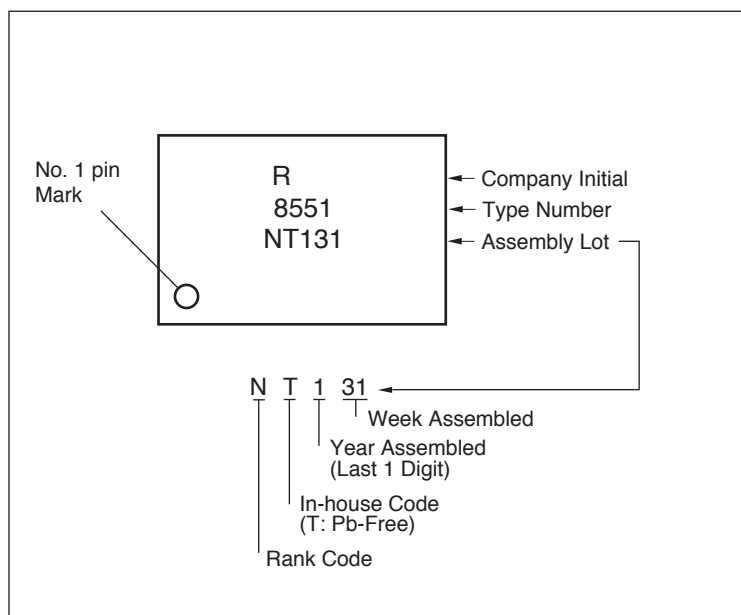 No. 1 pin
Mark
R
8551
NT131
Company Initial
Type Number
Assembly Lot
N T 1 31
Week Assembled
Year Assembled
(Last 1 Digit)
In-house Code
(T: Pb-Free)
Rank Code